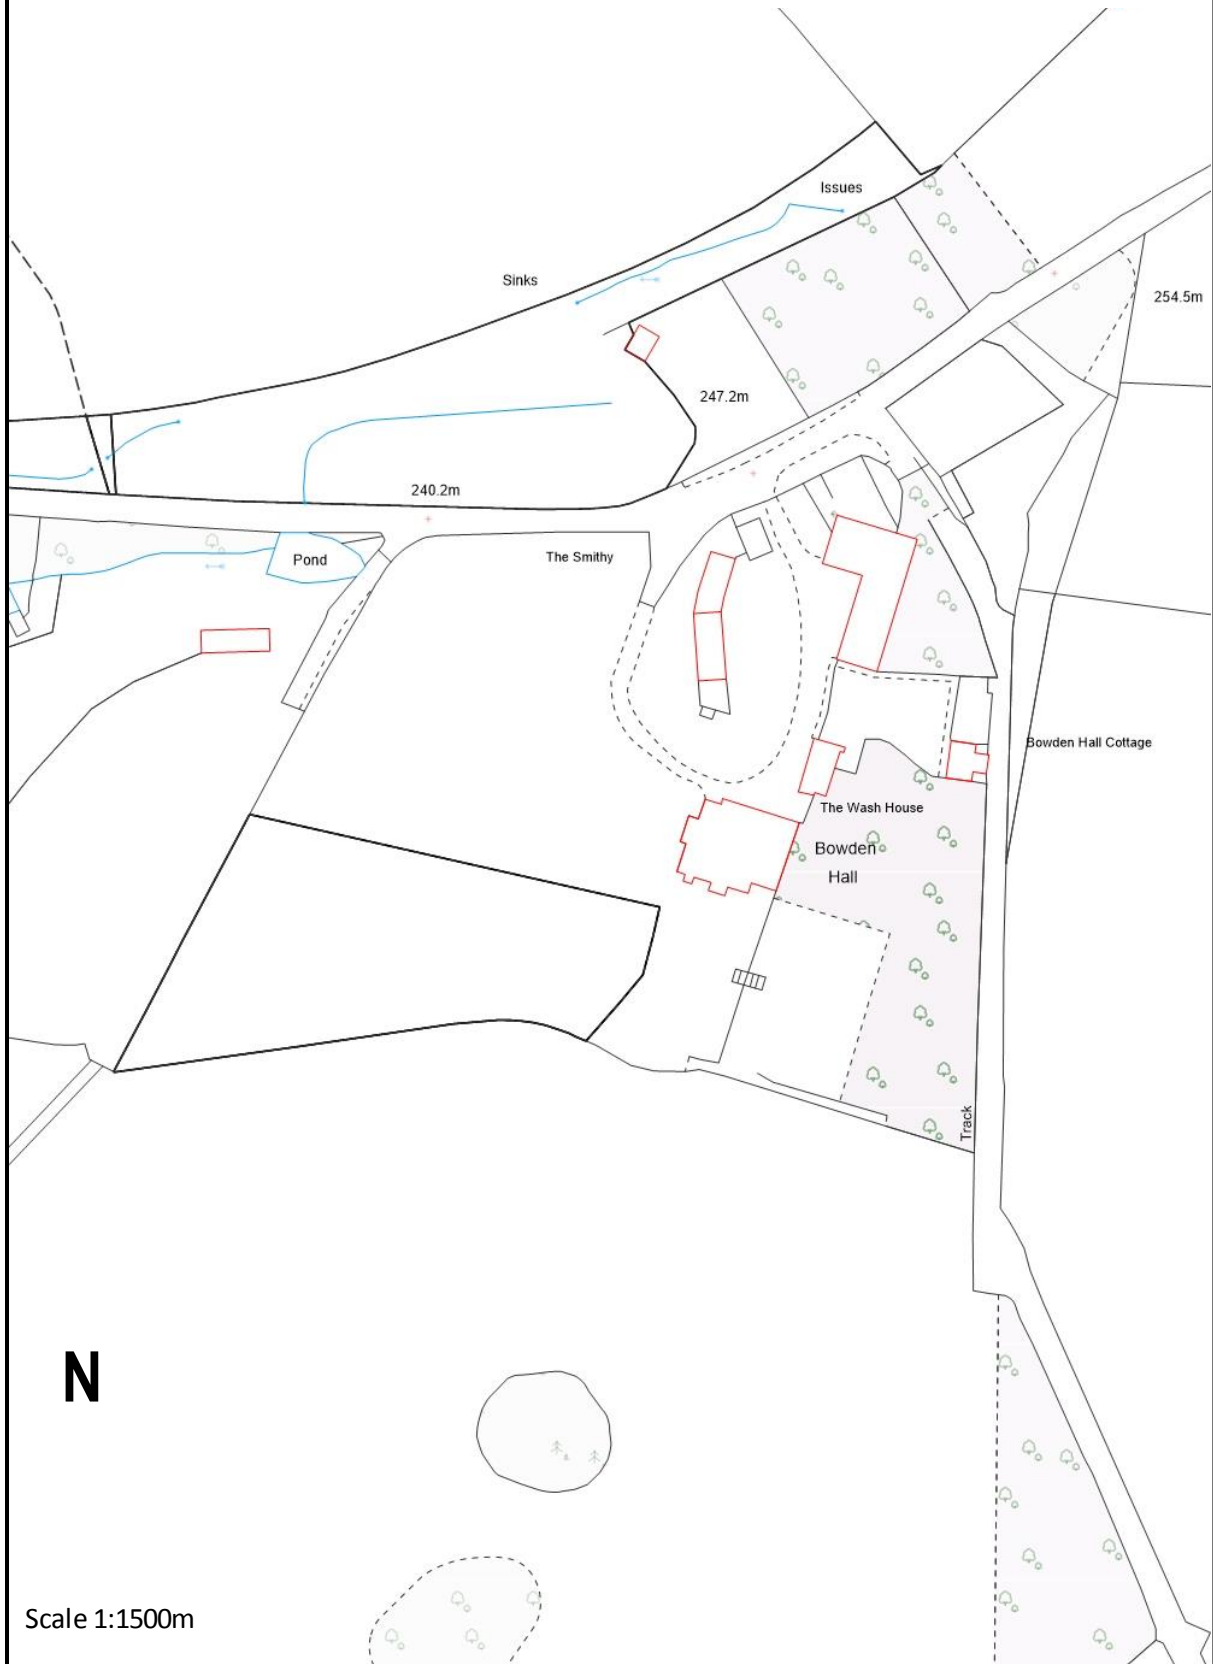 Issues
Sinks
254.5m
247.2m
240.2m
The Smithy
Pond
Bowden Hall Cottage
The Wash House
Bowden
Hall
Track
N
Scale 1:1500m